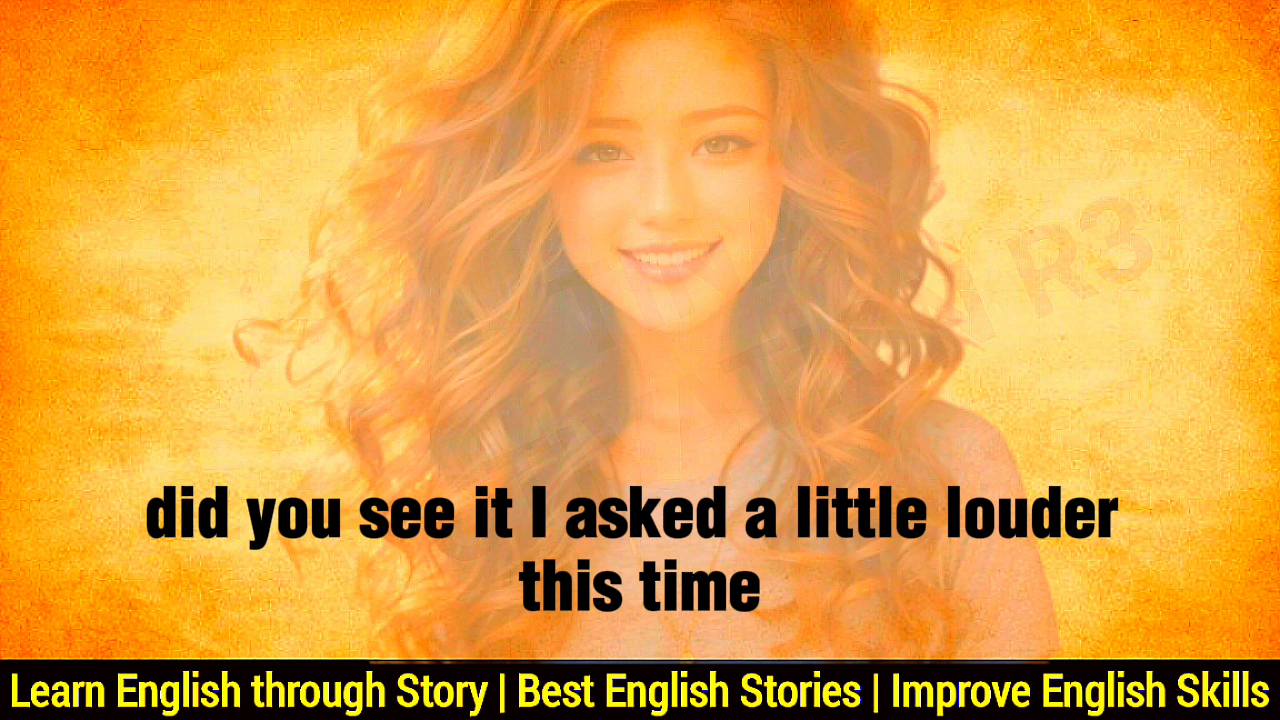 did you see it I asked a little louder
this time
Learn English through Story | Best English Stories | Improve English Skills